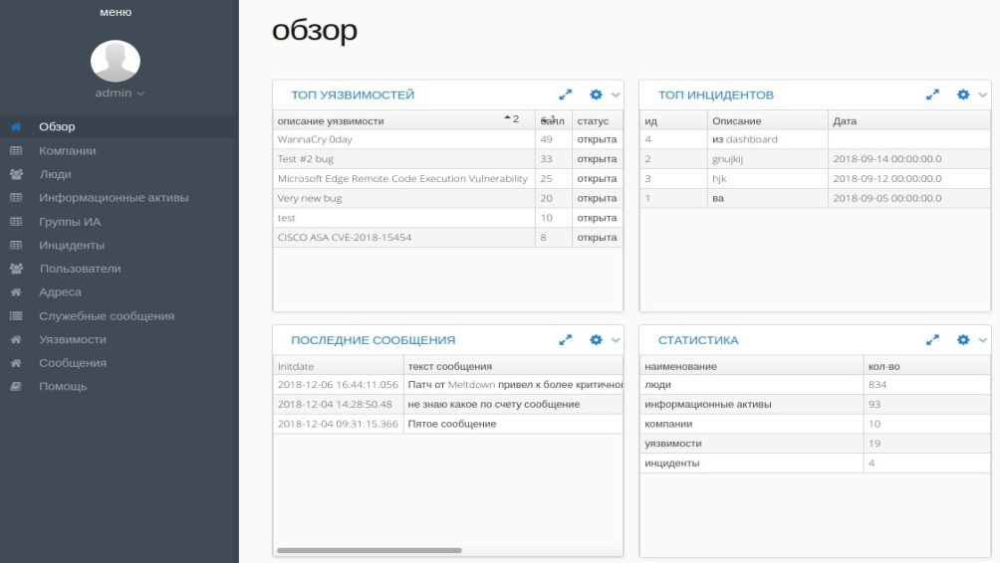 меню
admin
Обзор
Компании
Люди
Информационные активы
Группы ИА
Инциденты
Пользователи
Адреса
Служебные сообщения
Уязвимости
Сообщения
Помощь
обзор
ТОП УЯЗВИМОСТЕЙ
описание уязвимости 2 балл 1 статус
WannaCry 0day 49 открыта
Test #2 bug 33 открыта
Microsoft Edge Remote Code Execution Vulnerability 25 открыта
Very new bug 20 открыта
test 10 открыта
CISCO ASA CVE-2018-15454 8 открыта
ТОП ИНЦИДЕНТОВ
ид Описание Дата
4 из dashboard
2 gnujkij 2018-09-14 00:00:00.0
3 hjk 2018-09-12 00:00:00.0
1 ва 2018-09-05 00:00:00.0
ПОСЛЕДНИЕ СООБЩЕНИЯ
Initdate текст сообщения
2018-12-06 16:44:11.056 Патч от Meltdown привел к более критичной
2018-12-04 14:28:50.48 не знаю какое по счету сообщение
2018-12-04 09:31:15.366 Пятое сообщение
СТАТИСТИКА
наименование кол-во
люди 834
информационные активы 93
компании 10
уязвимости 19
инциденты 4